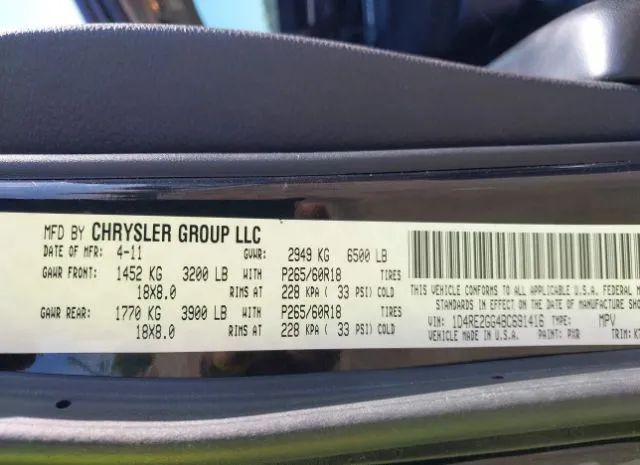 MFD BY CHRYSLER GROUP LLC
DATE OF MFR: 4-11 GVWR: 2949 KG 6500 LB
GAWR FRONT: 1452 KG 3200 LB WITH P265/60R18 TIRES
18X8.0 RIMS AT 228 KPA ( 33 PSI) COLD
GAWR REAR: 1770 KG 3900 LB WITH P265/60R18 TIRES
18X8.0 RIMS AT 228 KPA ( 33 PSI) COLD
THIS VEHICLE CONFORMS TO ALL APPLICABLE U.S.A. FEDERAL M
STANDARDS IN EFFECT ON THE DATE OF MANUFACTURE SHOW
VIN: 1D4RE2GG4BC691416 TYPE: MPV
VEHICLE MADE IN U.S.A. PAINT: PXR TRIM: K7